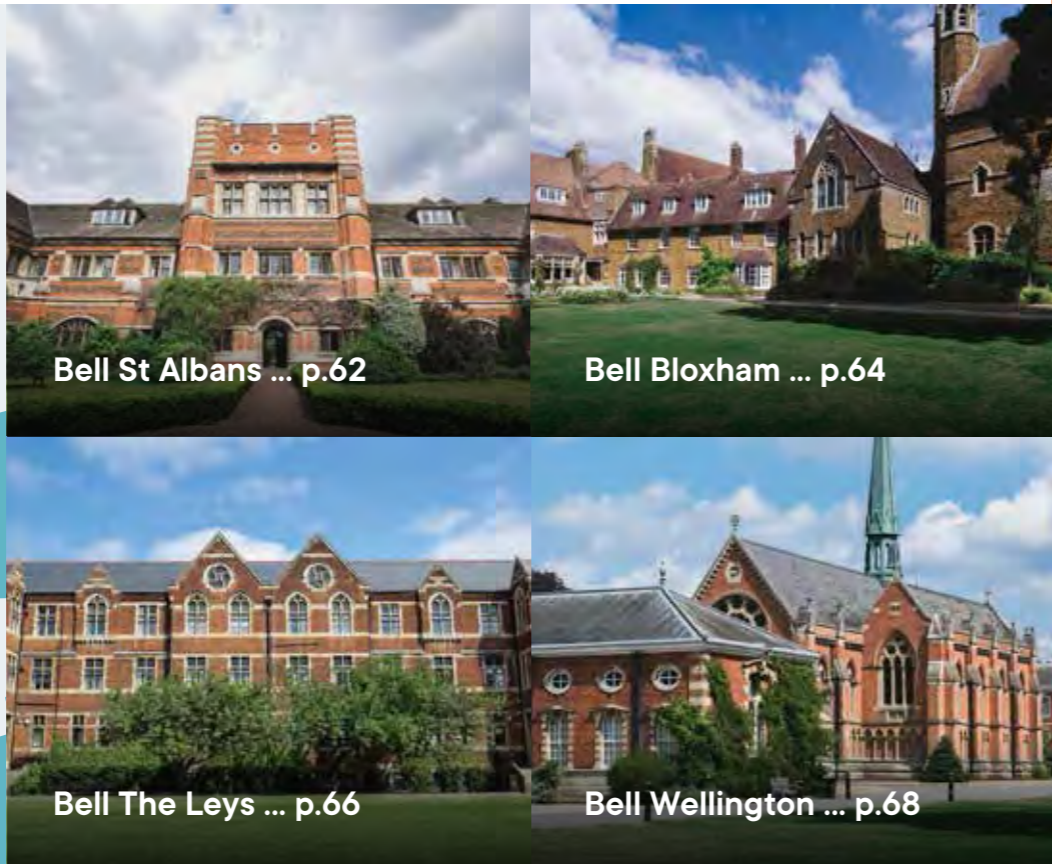 Bell St Albans ... p.62
Bell Bloxham ... p.64
Bell The Leys ... p.66
Bell Wellington ... p.68